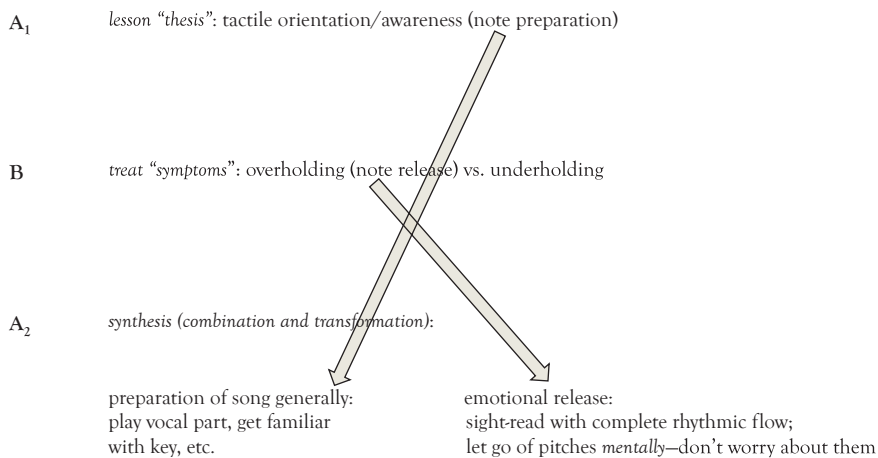 A₁ lesson “thesis”: tactile orientation/awareness (note preparation)
B treat “symptoms”: overholding (note release) vs. underholding
A₂ synthesis (combination and transformation):
preparation of song generally:
play vocal part, get familiar
with key, etc.
emotional release:
sight-read with complete rhythmic flow;
let go of pitches mentally—don’t worry about them